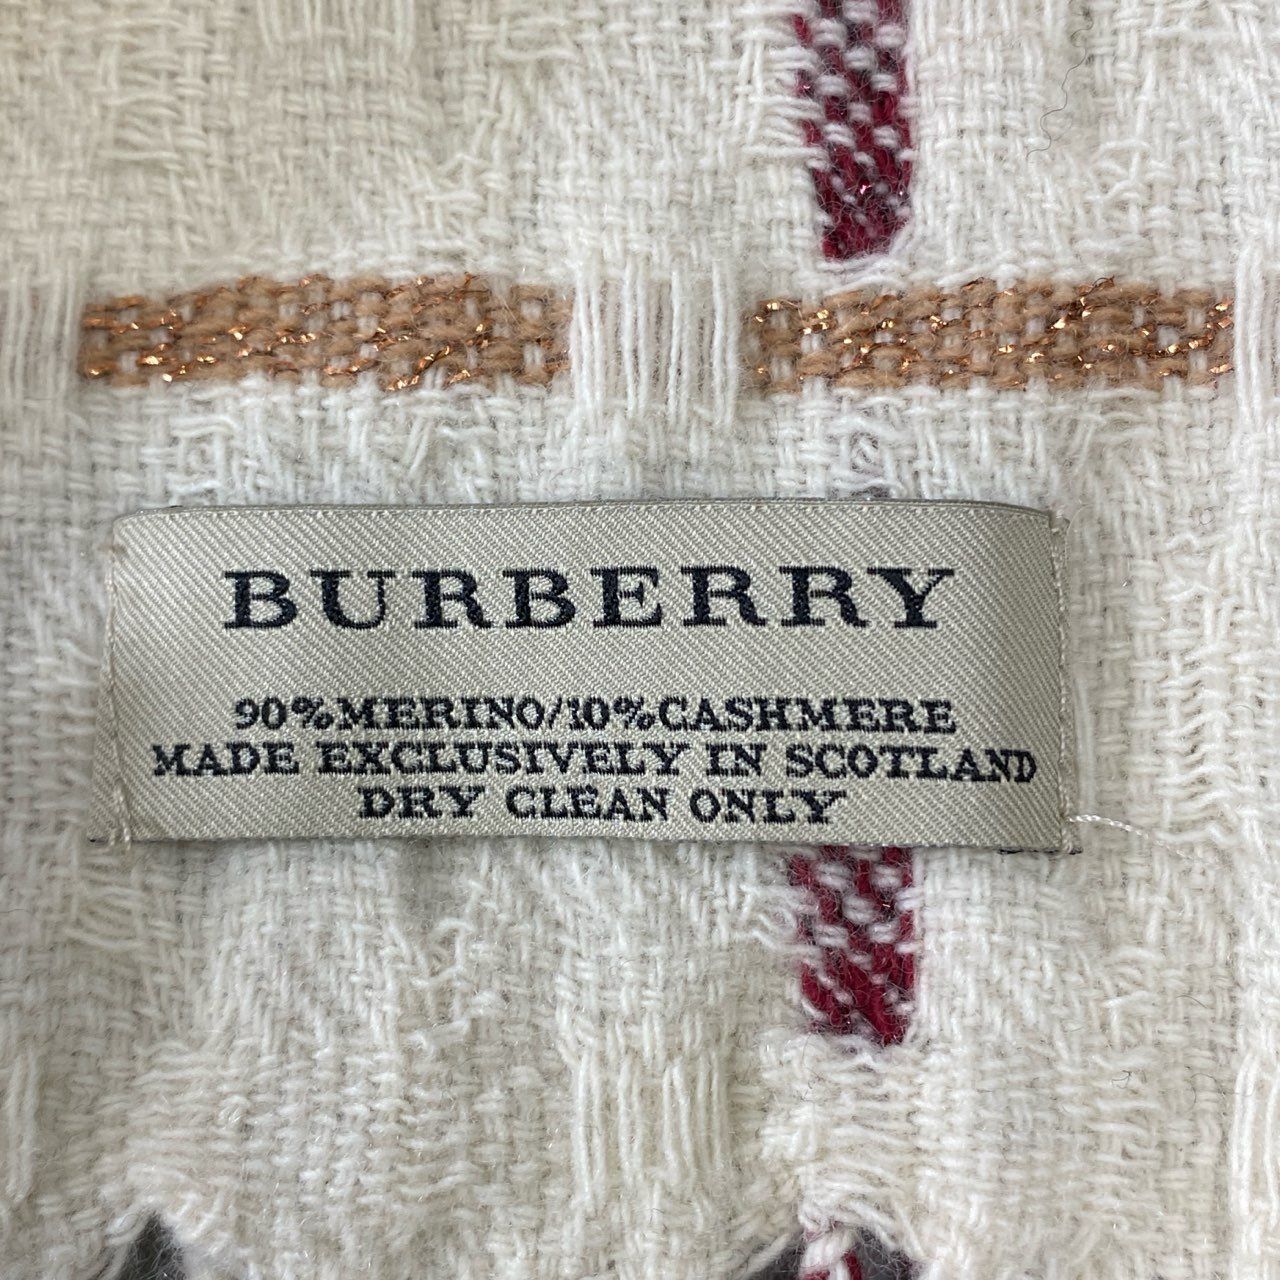 BURBERRY
90%MERINO/10%CASHMERE
MADE EXCLUSIVELY IN SCOTLAND
DRY CLEAN ONLY